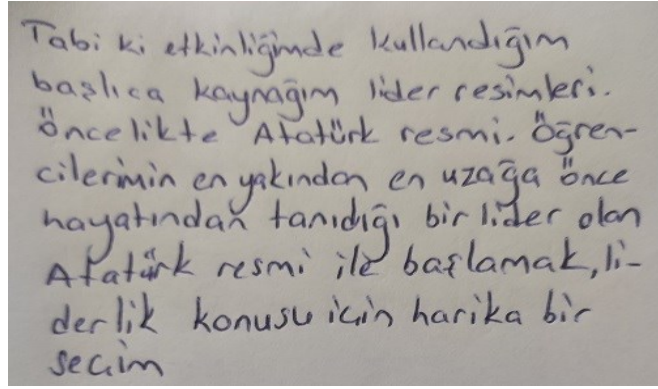 Tabi ki etkinliğimde kullandığım
başlıca kaynağım lider resimleri.
Öncelikte Atatürk resmi. Öğren-
cilerimin en yakından en uzağa önce
hayatından tanıdığı bir lider olan
Atatürk resmi ile başlamak, li-
derlik konusu için harika bir
seçim